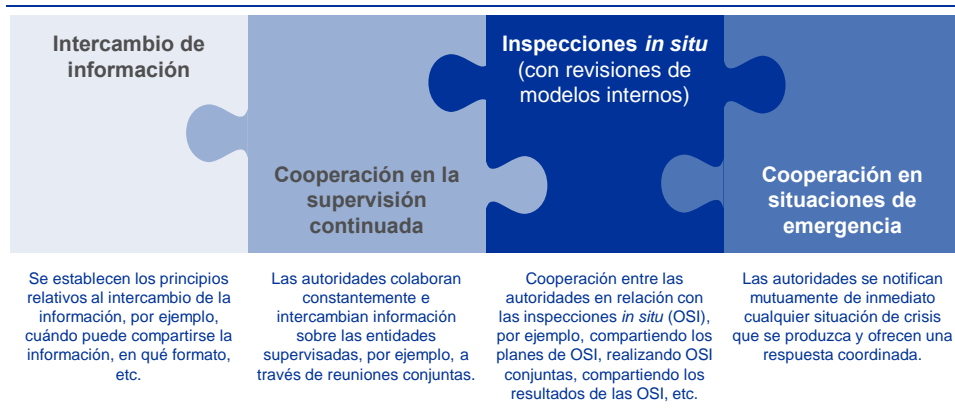 Intercambio de
información
Cooperación en la
supervisión
continuada
Inspecciones in situ
(con revisiones de
modelos internos)
Cooperación en
situaciones de
emergencia
Se establecen los principios
relativos al intercambio de la
información, por ejemplo,
cuándo puede compartirse la
información, en qué formato,
etc.
Las autoridades colaboran
constantemente e
intercambian información
sobre las entidades
supervisadas, por ejemplo, a
través de reuniones conjuntas.
Cooperación entre las
autoridades en relación con
las inspecciones in situ (OSI),
por ejemplo, compartiendo los
planes de OSI, realizando OSI
conjuntas, compartiendo los
resultados de las OSI, etc.
Las autoridades se notifican
mutuamente de inmediato
cualquier situación de crisis
que se produzca y ofrecen una
respuesta coordinada.